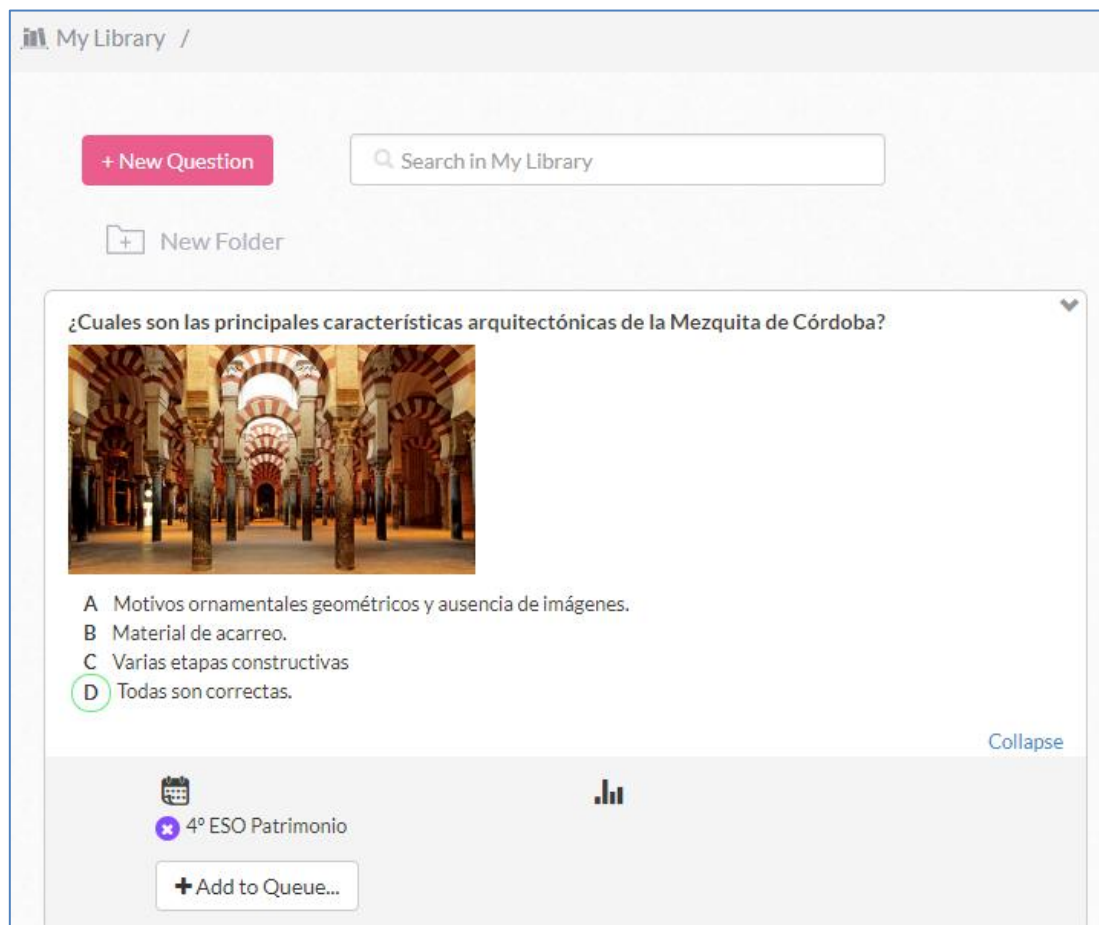 My Library /
+ New Question
Search in My Library
New Folder
¿Cuales son las principales características arquitectónicas de la Mezquita de Córdoba?
A Motivos ornamentales geométricos y ausencia de imágenes.
B Material de acarreo.
C Varias etapas constructivas
D Todas son correctas.
Collapse
4º ESO Patrimonio
+ Add to Queue...